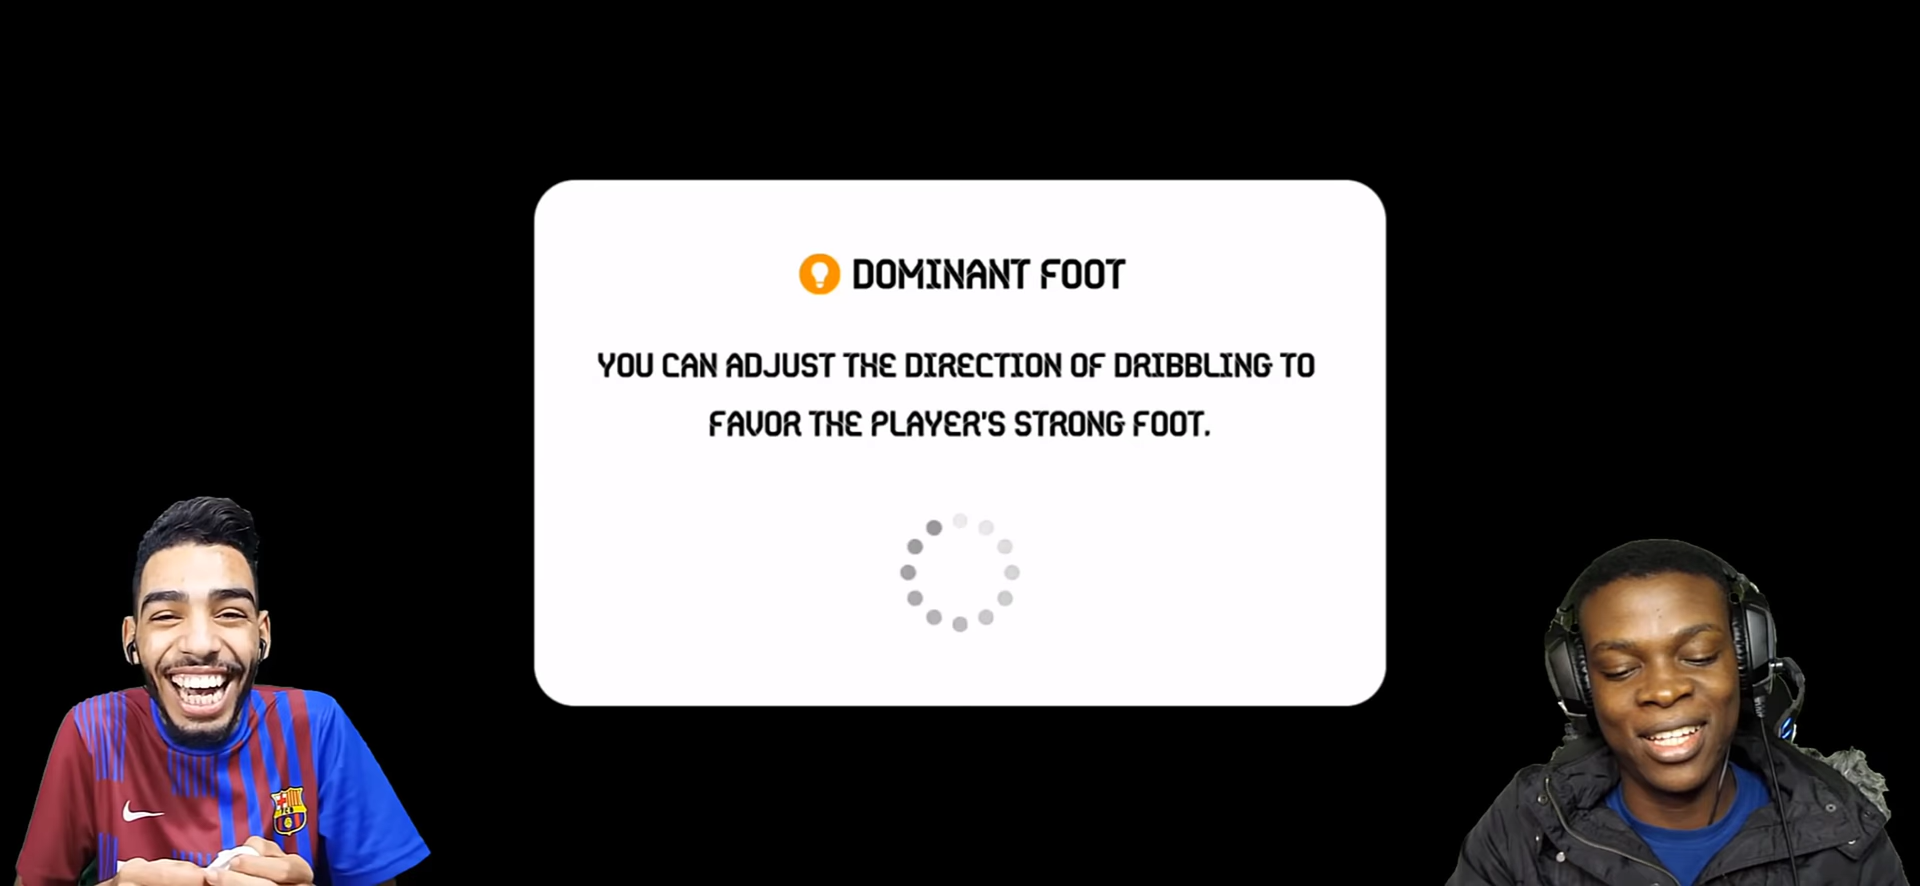 DOMINANT FOOT
YOU CAN ADJUST THE DIRECTION OF DRIBBLING TO
FAVOR THE PLAYER'S STRONG FOOT.